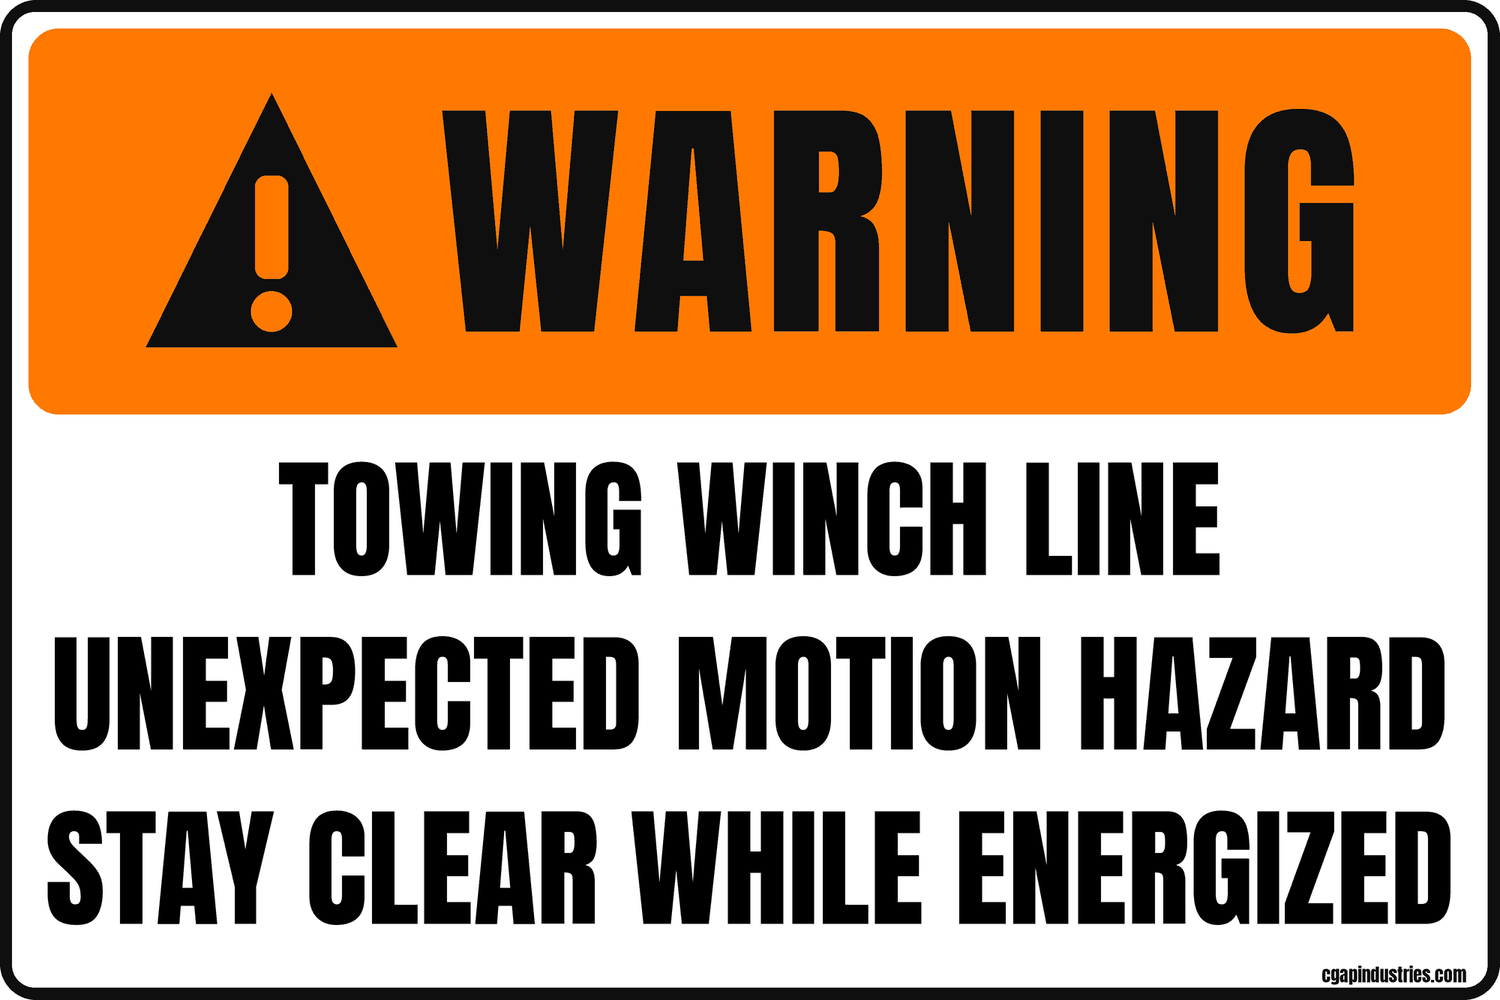 WARNING
TOWING WINCH LINE
UNEXPECTED MOTION HAZARD
STAY CLEAR WHILE ENERGIZED
cgapindustries.com